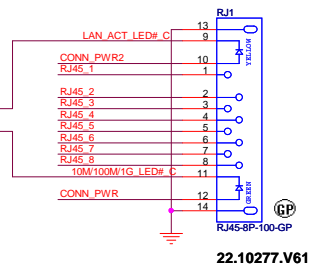 RJ1
13
LAN_ACT_LED#_C 9
YELLOW
CONN_PWR2 10
RJ45_1 1
RJ45_2 2
RJ45_3 3
RJ45_4 4
RJ45_5 5
RJ45_6 6
RJ45_7 7
RJ45_8 8
10M/100M/1G_LED#_C 11
GREEN
CONN_PWR 12
14
GP
RJ45-8P-100-GP
22.10277.V61